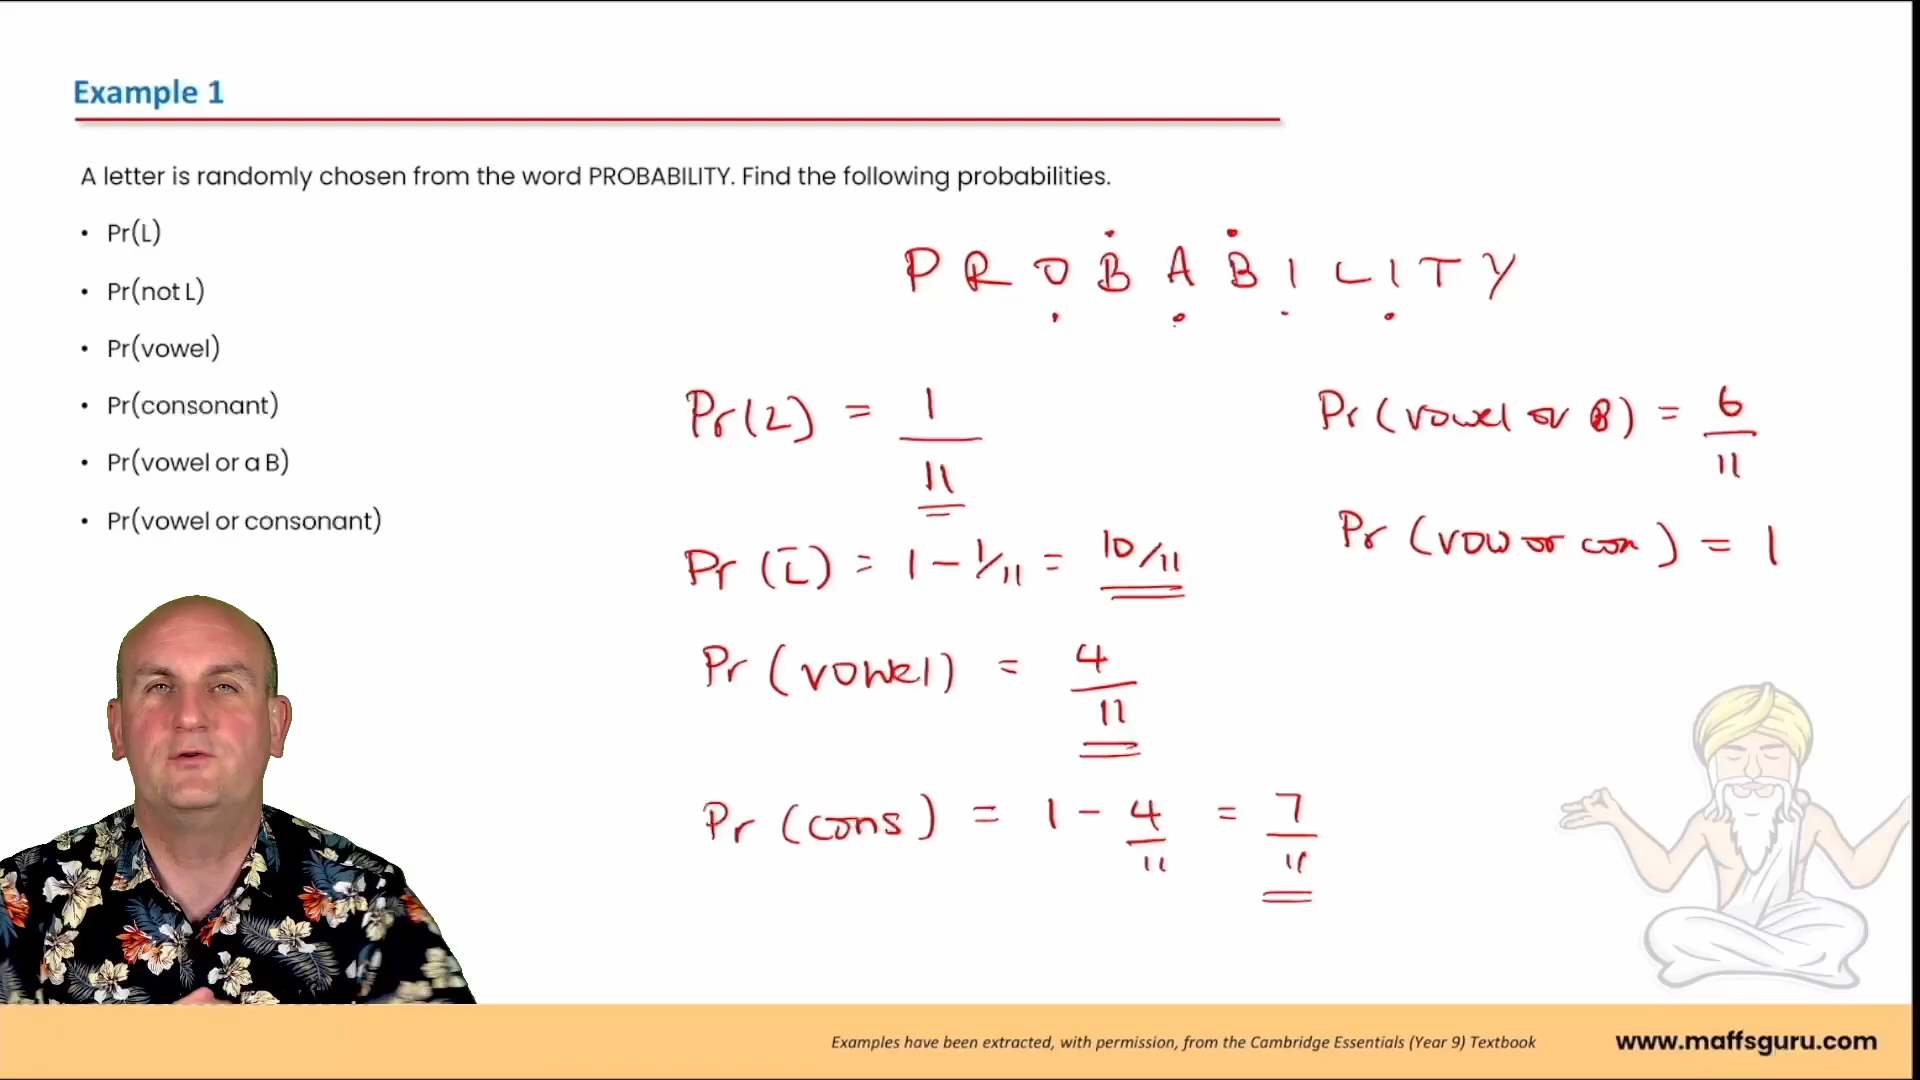 Example 1
A letter is randomly chosen from the word PROBABILITY. Find the following probabilities.
• Pr(L)
• Pr(not L)
• Pr(vowel)
• Pr(consonant)
• Pr(vowel or a B)
• Pr(vowel or consonant)
P R O B A B I L I T Y
Pr(L) = 1/11
Pr(L̅) = 1 - 1/11 = 10/11
Pr(vowel) = 4/11
Pr(cons) = 1 - 4/11 = 7/11
Pr(vowel or B) = 6/11
Pr(vow or con) = 1
Examples have been extracted, with permission, from the Cambridge Essentials (Year 9) Textbook
www.maffsguru.com